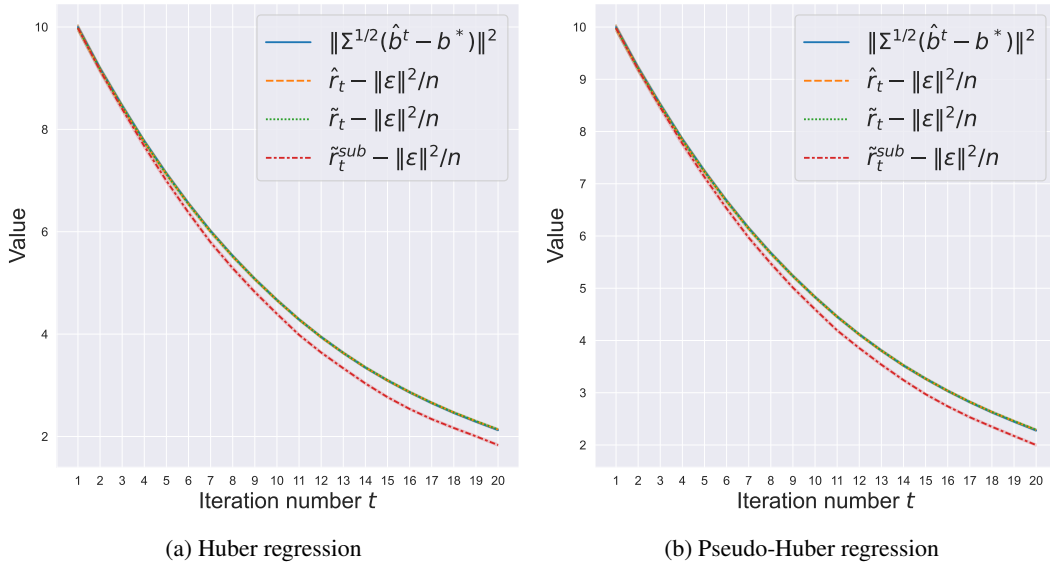 10
8
6
4
2
Value
‖Σ^{1/2}(b̂^t − b^*)‖^2
r̂_t − ‖ε‖^2/n
r̃_t − ‖ε‖^2/n
r̃_t^{sub} − ‖ε‖^2/n
1 2 3 4 5 6 7 8 9 10 11 12 13 14 15 16 17 18 19 20
Iteration number t
(a) Huber regression
10
9
8
7
6
5
4
3
2
Value
‖Σ^{1/2}(b̂^t − b^*)‖^2
r̂_t − ‖ε‖^2/n
r̃_t − ‖ε‖^2/n
r̃_t^{sub} − ‖ε‖^2/n
1 2 3 4 5 6 7 8 9 10 11 12 13 14 15 16 17 18 19 20
Iteration number t
(b) Pseudo-Huber regression